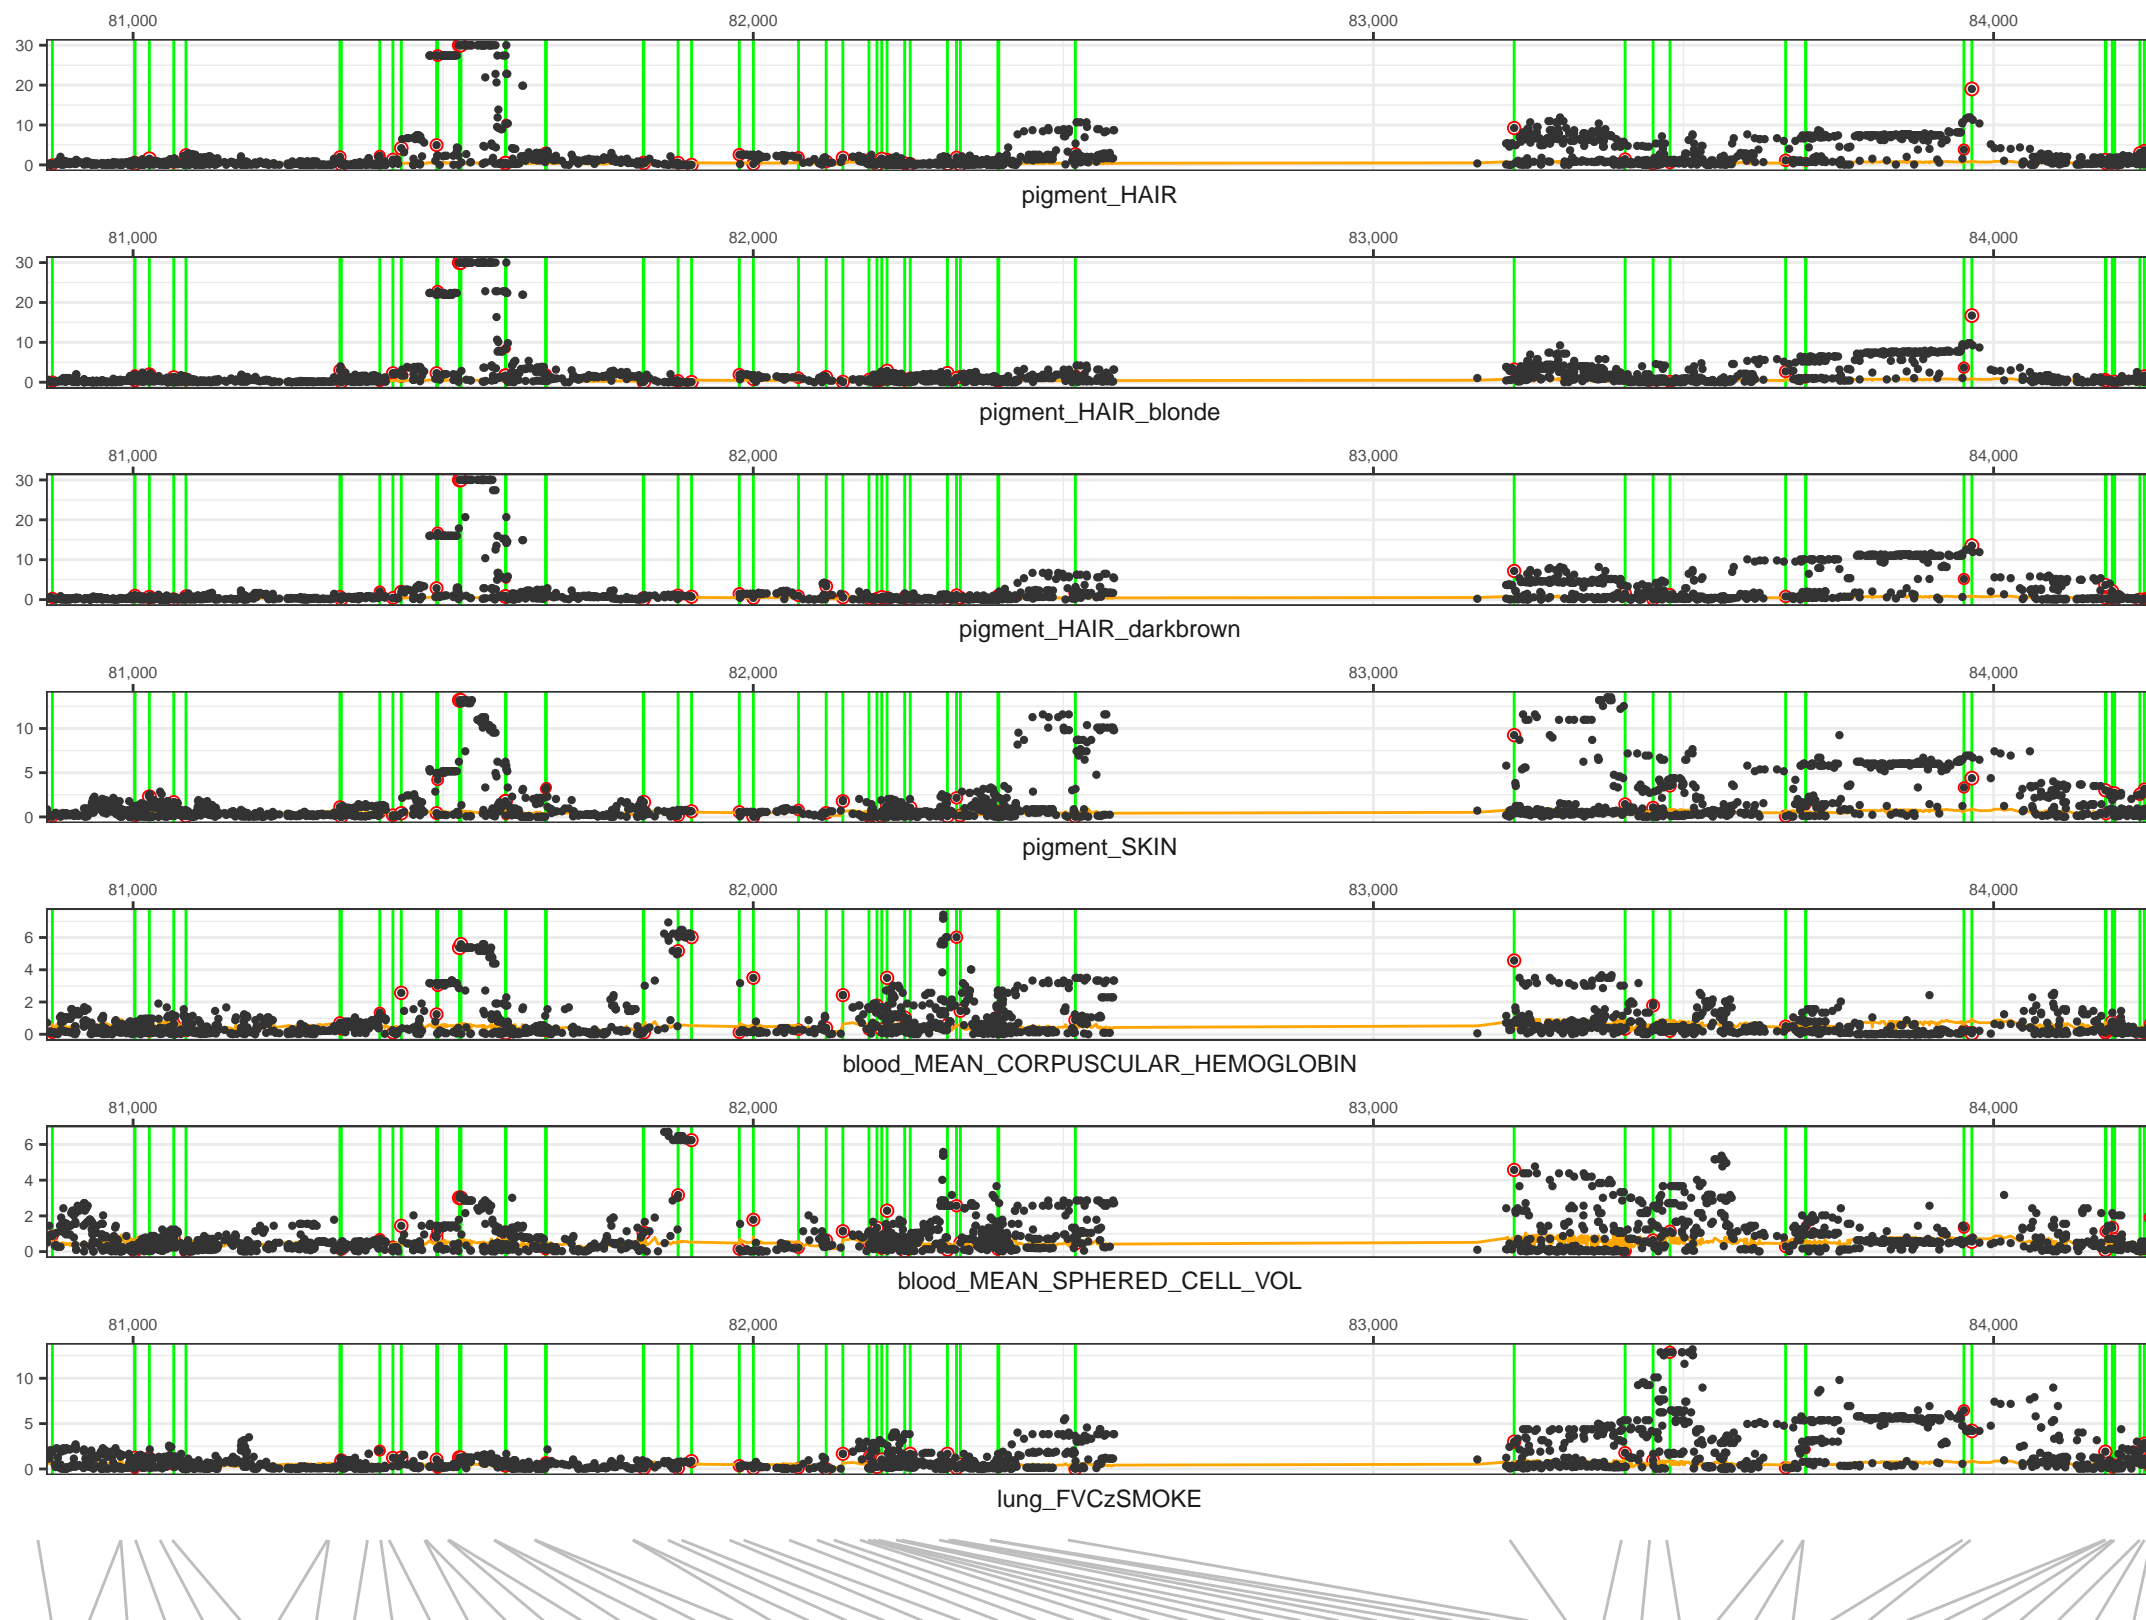 81,000 82,000 83,000 84,000
30
20
10
0
pigment_HAIR
81,000 82,000 83,000 84,000
30
20
10
0
pigment_HAIR_blonde
81,000 82,000 83,000 84,000
30
20
10
0
pigment_HAIR_darkbrown
81,000 82,000 83,000 84,000
10
5
0
pigment_SKIN
81,000 82,000 83,000 84,000
6
4
2
0
blood_MEAN_CORPUSCULAR_HEMOGLOBIN
81,000 82,000 83,000 84,000
6
4
2
0
blood_MEAN_SPHERED_CELL_VOL
81,000 82,000 83,000 84,000
10
5
0
lung_FVCzSMOKE